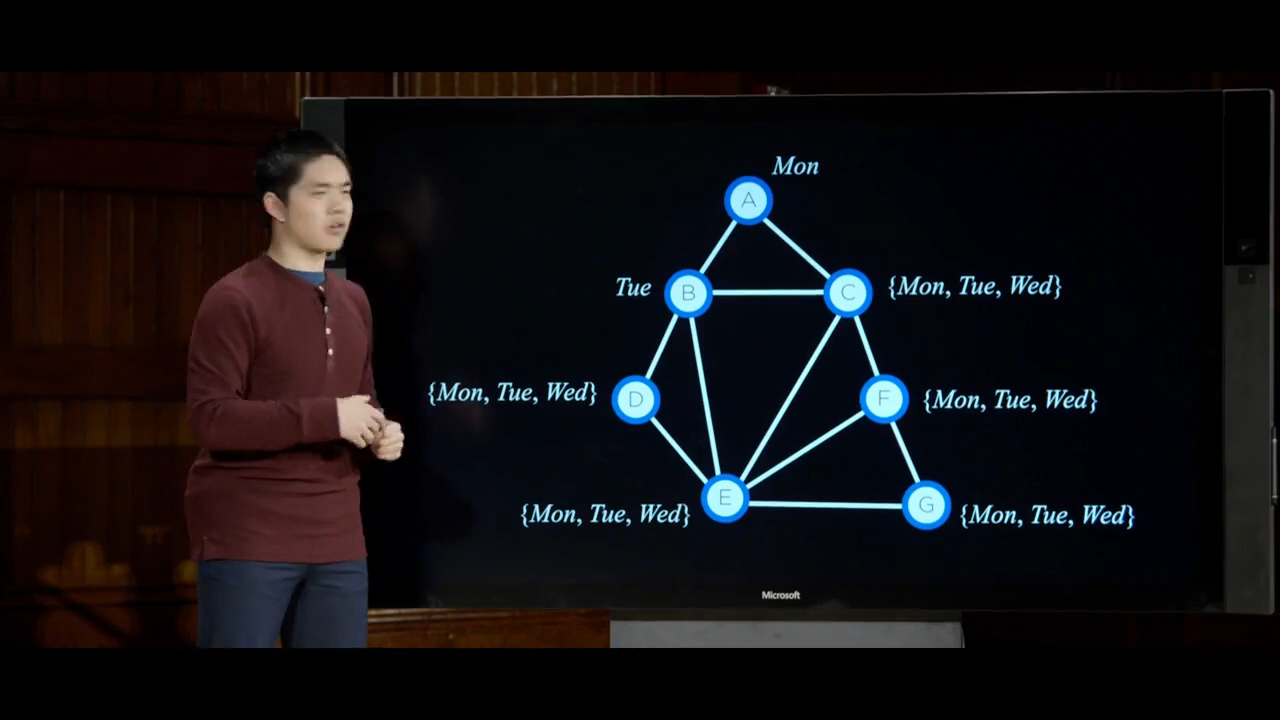 Mon
A
Tue
B
C
{Mon, Tue, Wed}
{Mon, Tue, Wed}
D
F
{Mon, Tue, Wed}
{Mon, Tue, Wed}
E
G
{Mon, Tue, Wed}
Microsoft